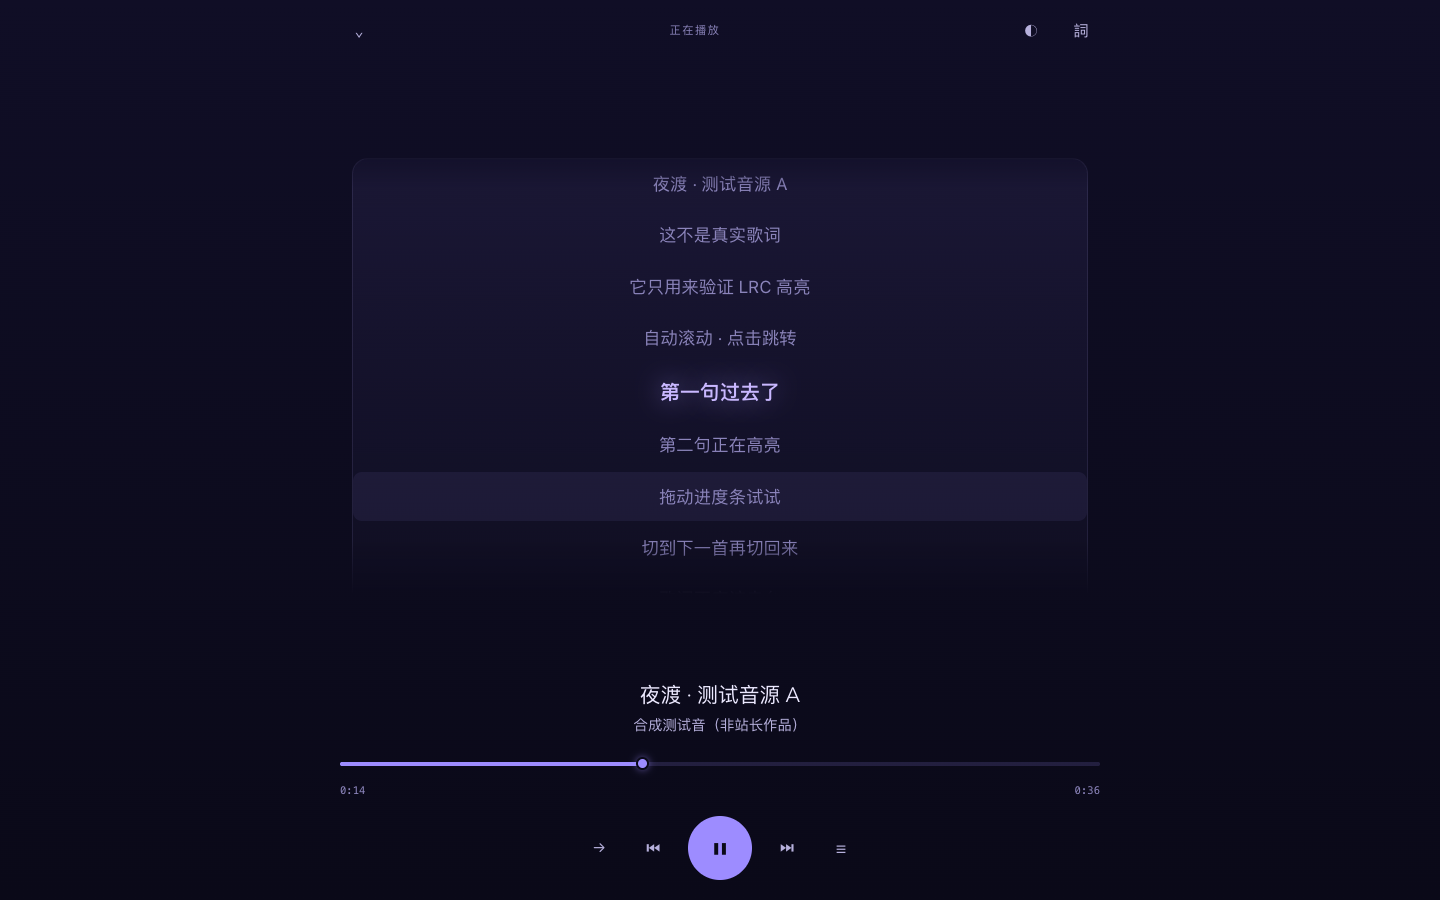 正在播放
詞
夜渡 · 测试音源 A
这不是真实歌词
它只用来验证 LRC 高亮
自动滚动 · 点击跳转
第一句过去了
第二句正在高亮
拖动进度条试试
切到下一首再切回来
夜渡 · 测试音源 A
合成测试音（非站长作品）
0:14
0:36